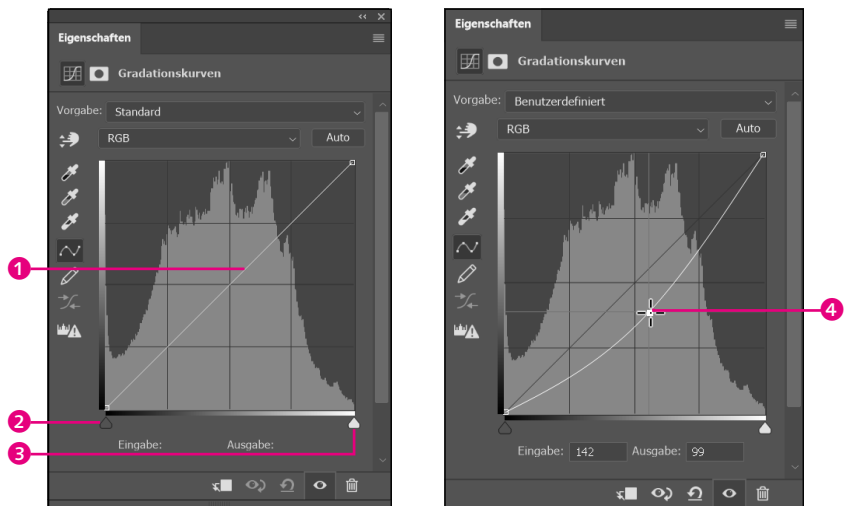 Eigenschaften
Gradationskurven
Vorgabe: Standard
RGB Auto
1
2
3
Eingabe: Ausgabe:
Eigenschaften
Gradationskurven
Vorgabe: Benutzerdefiniert
RGB Auto
4
Eingabe: 142 Ausgabe: 99